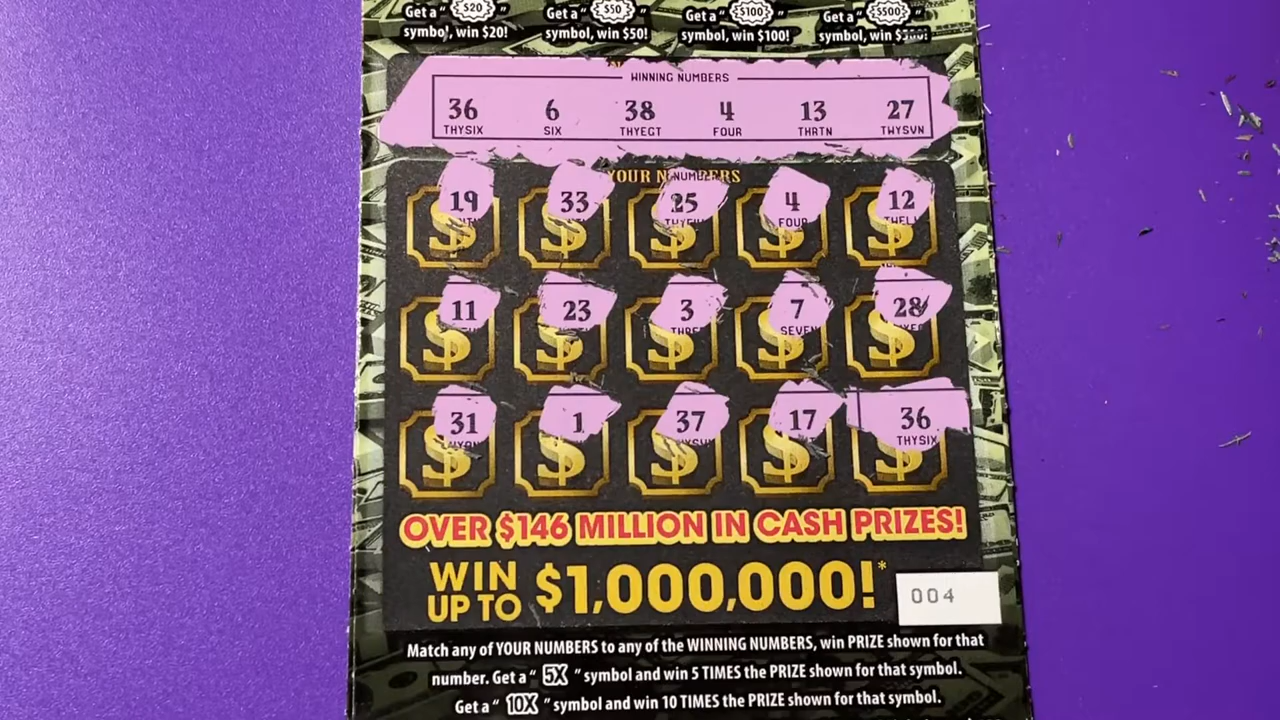 Get a " $20 " Get a " $50 " Get a " $100 " Get a " $500 "
symbol, win $20! symbol, win $50! symbol, win $100! symbol, win
WINNING NUMBERS
36 6 38 4 13 27
THYSIX SIX THYEGT FOUR THRTN TWYSVN
YOUR NUMBERS
19 33 25 4 12
FOUR
11 23 3 7 28
SEVEN
31 1 37 17 36
THYSIX
OVER $146 MILLION IN CASH PRIZES!
WIN UP TO $1,000,000!*
004
Match any of YOUR NUMBERS to any of the WINNING NUMBERS, win PRIZE shown for that
number. Get a " 5X " symbol and win 5 TIMES the PRIZE shown for that symbol.
Get a " 10X " symbol and win 10 TIMES the PRIZE shown for that symbol.